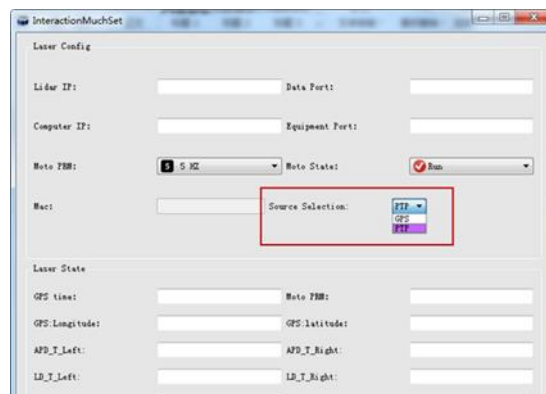 InteractionMuchSet
Laser Config
Lidar IP: Data Port:
Computer IP: Equipment Port:
Moto PRM: 5 5 HZ Moto State: Run
Mac: Source Selection: PTP
GPS
PTP
Laser State
GPS time: Moto PRM:
GPS:Longitude: GPS:latitude:
APD_T_Left: APD_T_Right:
LD_T_Left: LD_T_Right: